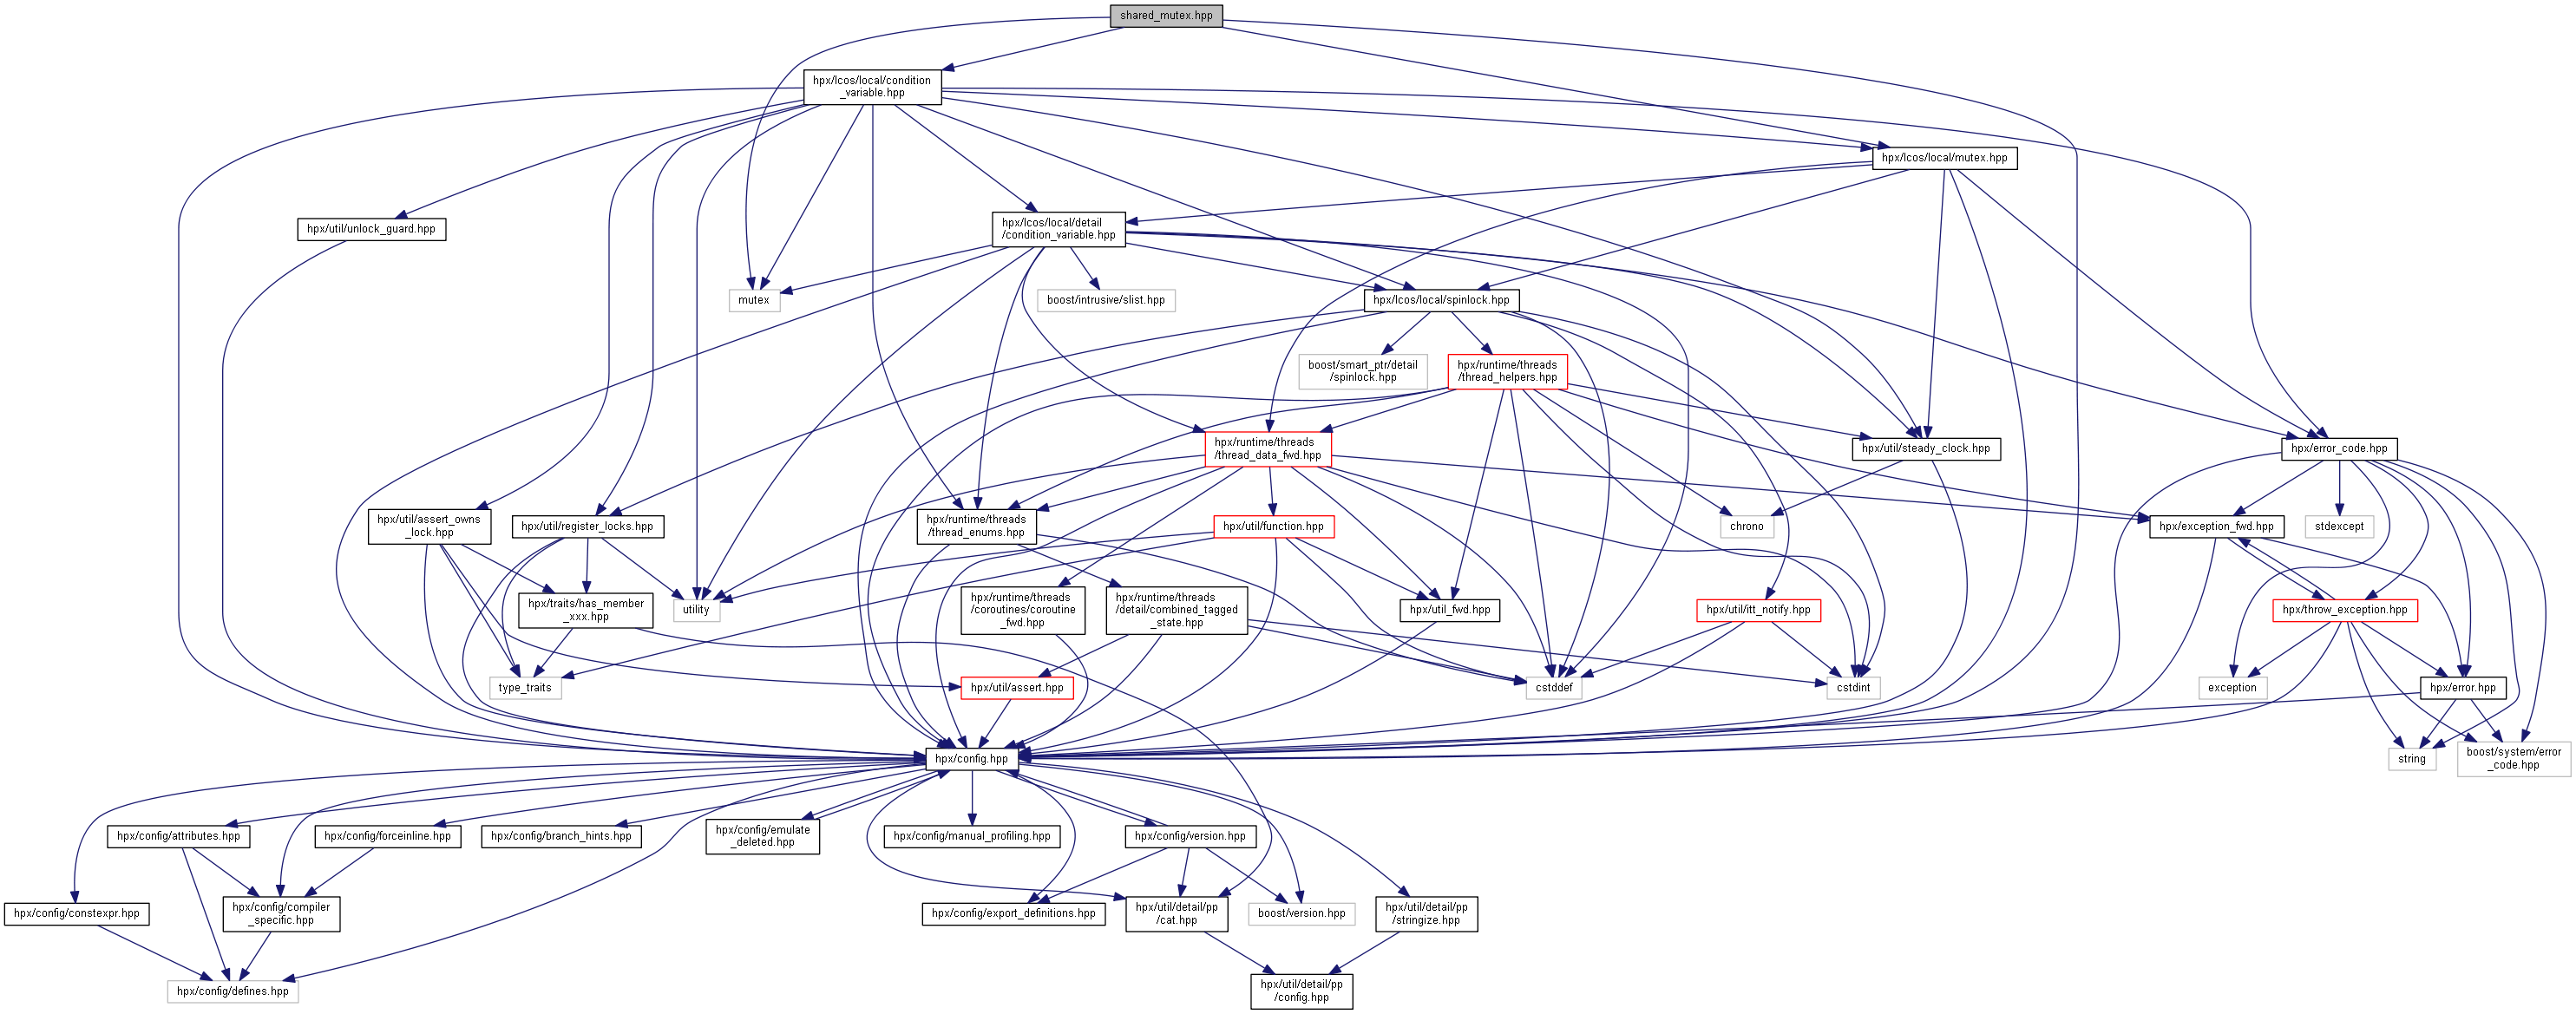 shared_mutex.hpp
hpx/lcos/local/condition
_variable.hpp
hpx/lcos/local/mutex.hpp
hpx/util/unlock_guard.hpp
hpx/lcos/local/detail
/condition_variable.hpp
mutex
boost/intrusive/slist.hpp
hpx/lcos/local/spinlock.hpp
boost/smart_ptr/detail
/spinlock.hpp
hpx/runtime/threads
/thread_helpers.hpp
hpx/runtime/threads
/thread_data_fwd.hpp
hpx/util/steady_clock.hpp
hpx/error_code.hpp
hpx/util/assert_owns
_lock.hpp
hpx/util/register_locks.hpp
hpx/runtime/threads
/thread_enums.hpp
hpx/util/function.hpp
chrono
hpx/exception_fwd.hpp
stdexcept
hpx/traits/has_member
_xxx.hpp
utility
hpx/runtime/threads
/coroutines/coroutine
_fwd.hpp
hpx/runtime/threads
/detail/combined_tagged
_state.hpp
hpx/util_fwd.hpp
hpx/util/itt_notify.hpp
hpx/throw_exception.hpp
type_traits
hpx/util/assert.hpp
cstddef
cstdint
exception
hpx/error.hpp
hpx/config.hpp
string
boost/system/error
_code.hpp
hpx/config/attributes.hpp
hpx/config/forceinline.hpp
hpx/config/branch_hints.hpp
hpx/config/emulate
_deleted.hpp
hpx/config/manual_profiling.hpp
hpx/config/version.hpp
hpx/config/constexpr.hpp
hpx/config/compiler
_specific.hpp
hpx/config/export_definitions.hpp
hpx/util/detail/pp
/cat.hpp
boost/version.hpp
hpx/util/detail/pp
/stringize.hpp
hpx/config/defines.hpp
hpx/util/detail/pp
/config.hpp